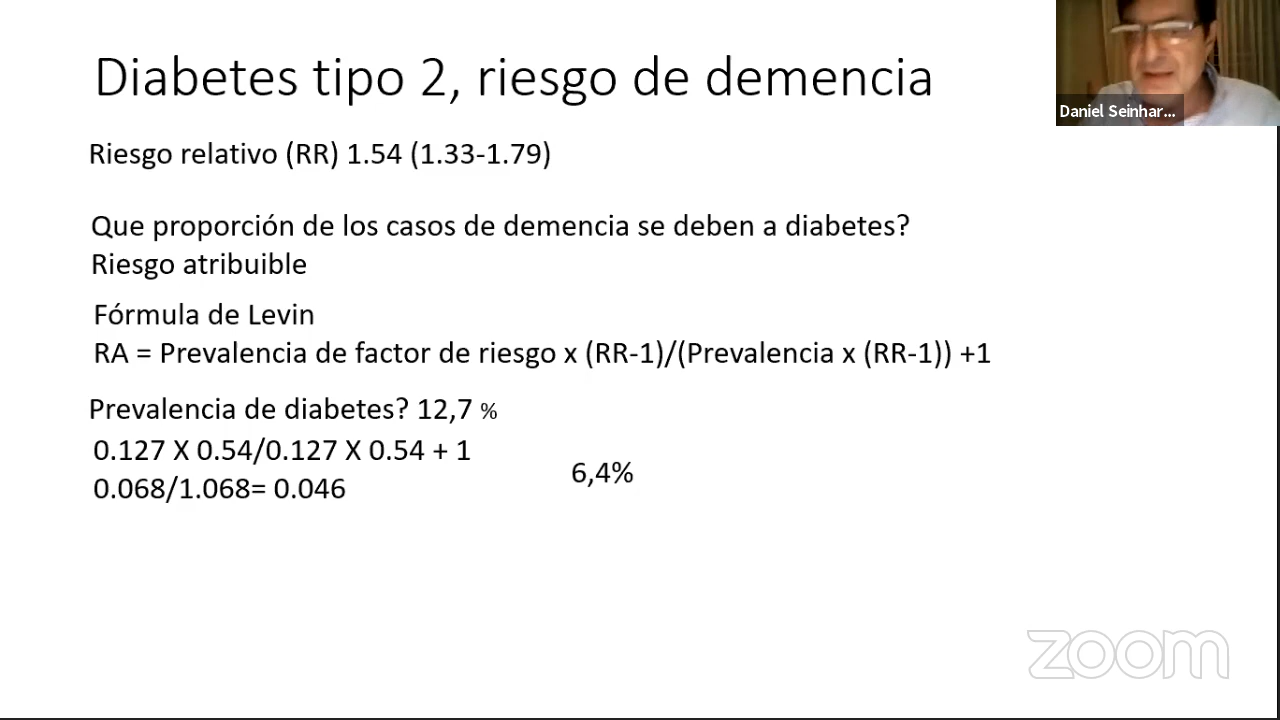 Diabetes tipo 2, riesgo de demencia
Daniel Seinhar...
Riesgo relativo (RR) 1.54 (1.33-1.79)
Que proporción de los casos de demencia se deben a diabetes?
Riesgo atribuible
Fórmula de Levin
RA = Prevalencia de factor de riesgo x (RR-1)/(Prevalencia x (RR-1)) +1
Prevalencia de diabetes? 12,7 %
0.127 X 0.54/0.127 X 0.54 + 1
0.068/1.068= 0.046
6,4%
zoom